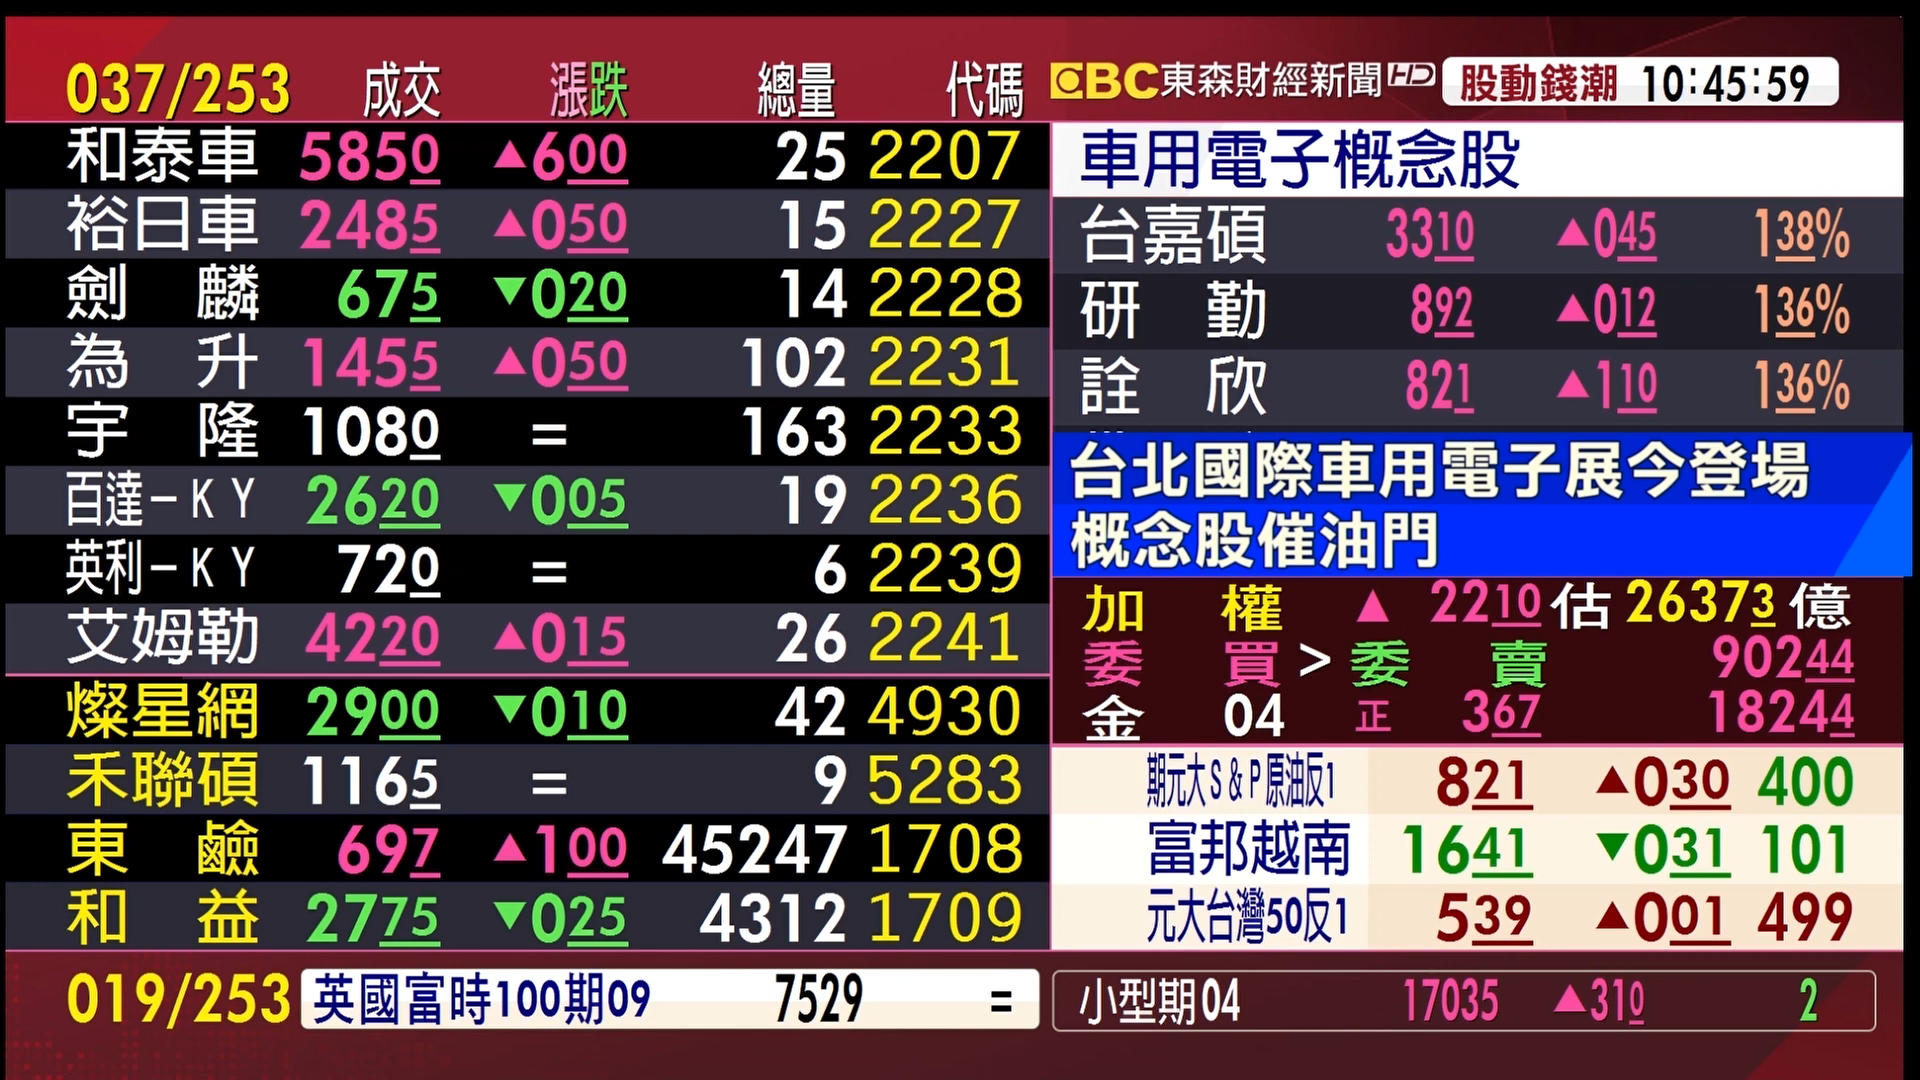 037/253 成交 漲跌 總量 代碼
EBC東森財經新聞HD 股動錢潮 10:45:59
和泰車 5850 ▲600 25 2207
裕日車 2485 ▲050 15 2227
劍麟 675 ▼020 14 2228
為升 1455 ▲050 102 2231
宇隆 1080 = 163 2233
百達-KY 2620 ▼005 19 2236
英利-KY 720 = 6 2239
艾姆勒 4220 ▲015 26 2241
燦星網 2900 ▼010 42 4930
禾聯碩 1165 = 9 5283
東鹼 697 ▲100 45247 1708
和益 2775 ▼025 4312 1709
車用電子概念股
台嘉碩 3310 ▲045 138%
研勤 892 ▲012 136%
詮欣 821 ▲110 136%
台北國際車用電子展今登場
概念股催油門
加權 ▲ 2210 估 26373 億
委買>委賣 90244
金 04 正 367 18244
期元大S&P原油反1 821 ▲030 400
富邦越南 1641 ▼031 101
元大台灣50反1 539 ▲001 499
019/253 英國富時100期09 7529 =
小型期04 17035 ▲310 2